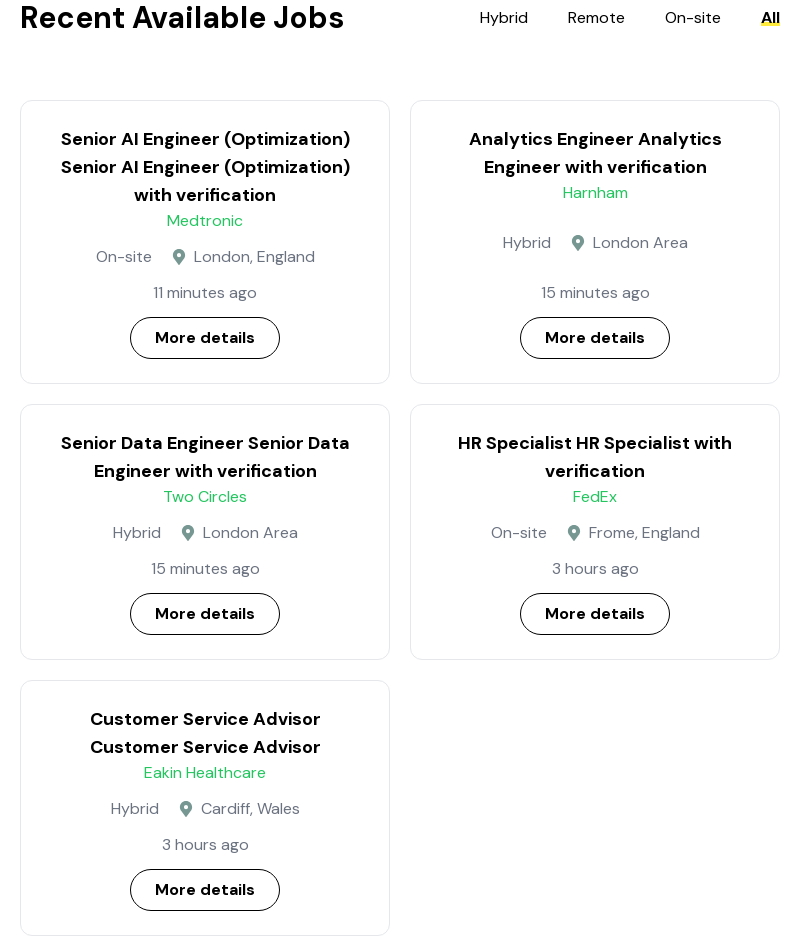 Recent Available Jobs
Hybrid Remote On-site All
Senior AI Engineer (Optimization)
Senior AI Engineer (Optimization)
with verification
Medtronic
On-site London, England
11 minutes ago
More details
Analytics Engineer Analytics
Engineer with verification
Harnham
Hybrid London Area
15 minutes ago
More details
Senior Data Engineer Senior Data
Engineer with verification
Two Circles
Hybrid London Area
15 minutes ago
More details
HR Specialist HR Specialist with
verification
FedEx
On-site Frome, England
3 hours ago
More details
Customer Service Advisor
Customer Service Advisor
Eakin Healthcare
Hybrid Cardiff, Wales
3 hours ago
More details